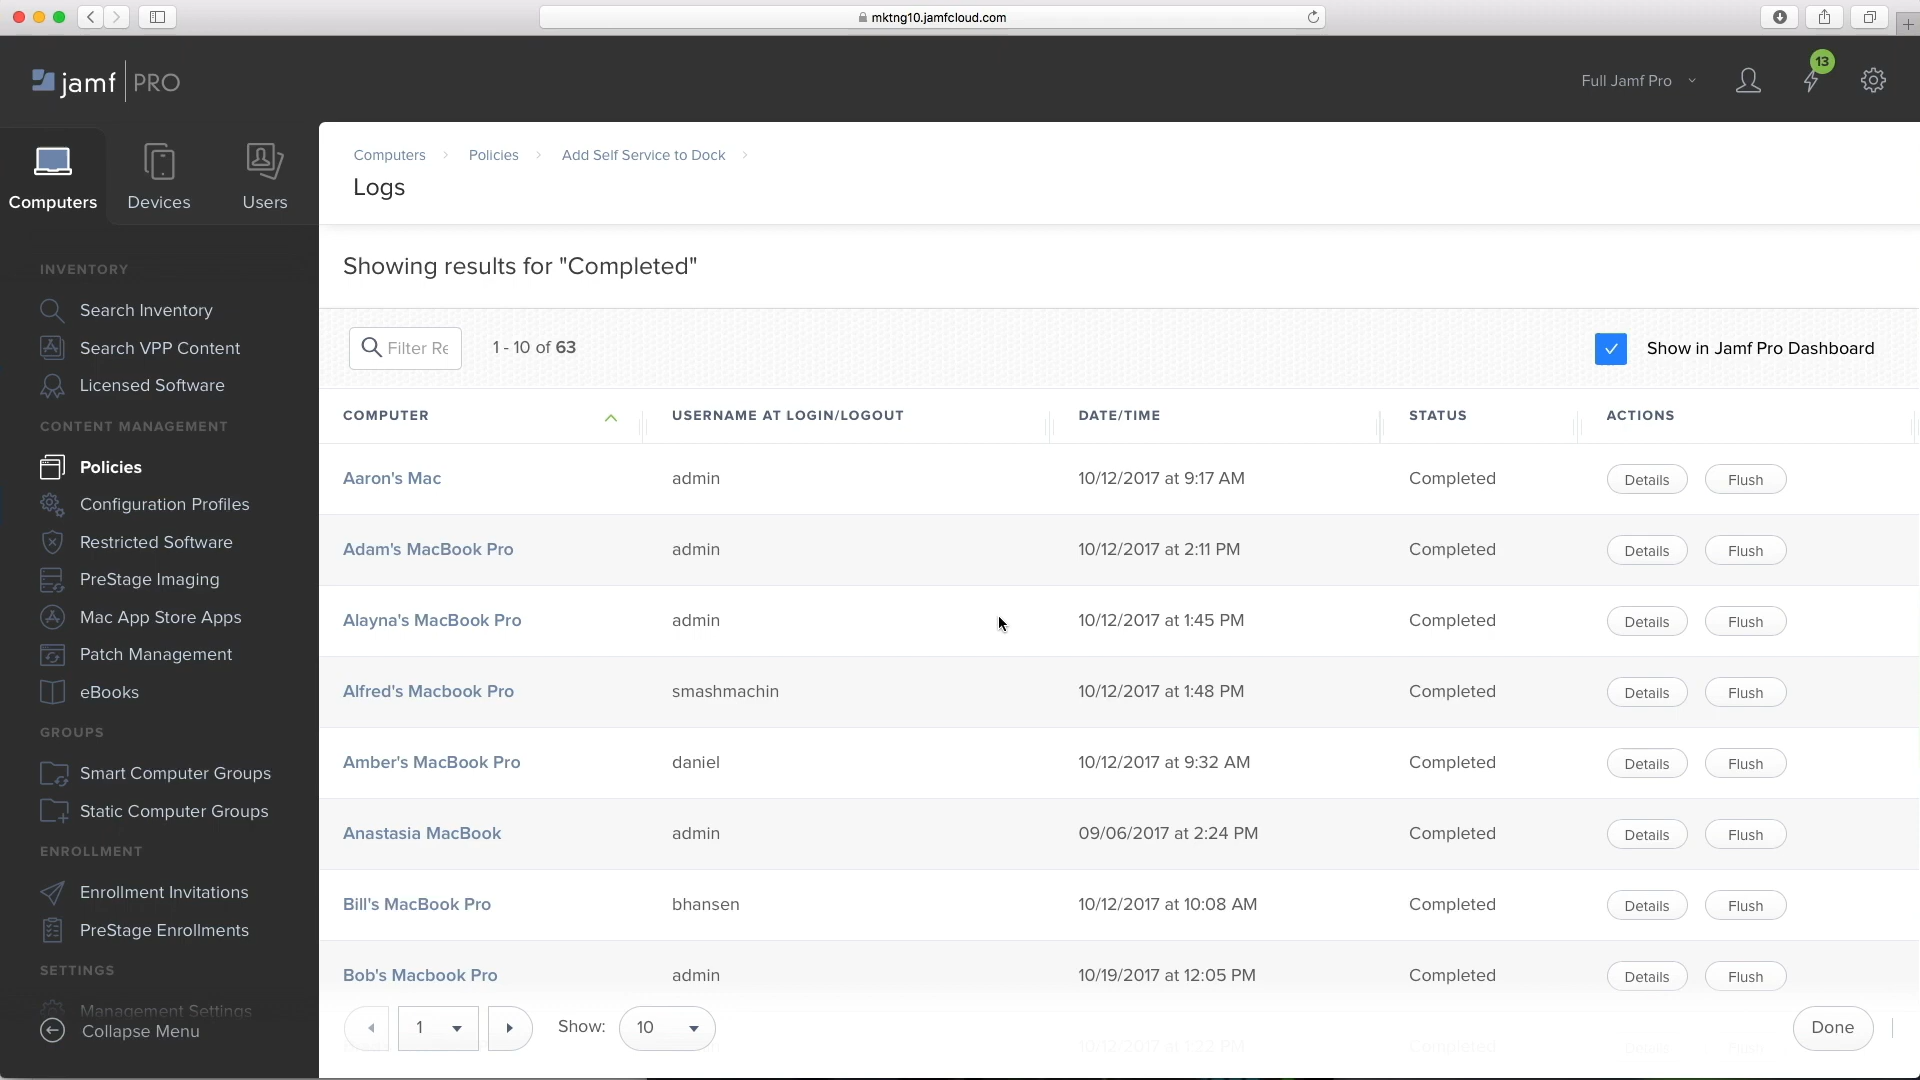 mktng10.jamfcloud.com
jamf PRO
Full Jamf Pro
13
Computers
Devices
Users
INVENTORY
Search Inventory
Search VPP Content
Licensed Software
CONTENT MANAGEMENT
Policies
Configuration Profiles
Restricted Software
PreStage Imaging
Mac App Store Apps
Patch Management
eBooks
GROUPS
Smart Computer Groups
Static Computer Groups
ENROLLMENT
Enrollment Invitations
PreStage Enrollments
SETTINGS
Management Settings
Collapse Menu
Computers Policies Add Self Service to Dock
Logs
Showing results for "Completed"
Filter Re 1 - 10 of 63 Show in Jamf Pro Dashboard
COMPUTER USERNAME AT LOGIN/LOGOUT DATE/TIME STATUS ACTIONS
Aaron's Mac admin 10/12/2017 at 9:17 AM Completed Details Flush
Adam's MacBook Pro admin 10/12/2017 at 2:11 PM Completed Details Flush
Alayna's MacBook Pro admin 10/12/2017 at 1:45 PM Completed Details Flush
Alfred's Macbook Pro smashmachin 10/12/2017 at 1:48 PM Completed Details Flush
Amber's MacBook Pro daniel 10/12/2017 at 9:32 AM Completed Details Flush
Anastasia MacBook admin 09/06/2017 at 2:24 PM Completed Details Flush
Bill's MacBook Pro bhansen 10/12/2017 at 10:08 AM Completed Details Flush
Bob's Macbook Pro admin 10/19/2017 at 12:05 PM Completed Details Flush
10/12/2017 at 1:22 PM Completed Details Flush
1 Show: 10 Done